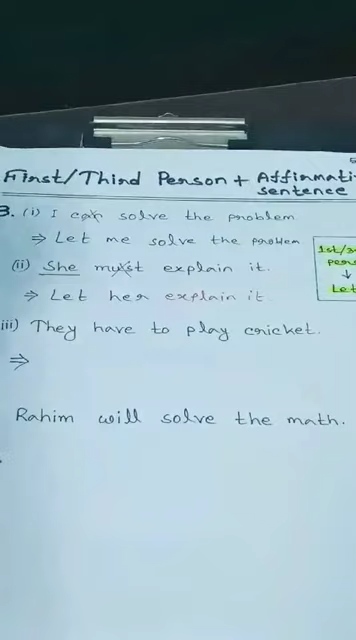 First/Third Person + Affirmati
sentence
3. (i) I can solve the problem
⇒ Let me solve the problem
(ii) She must explain it.
⇒ Let her explain it
iii) They have to play cricket.
⇒
Rahim will solve the math.
1st/3
pers
↓
Let